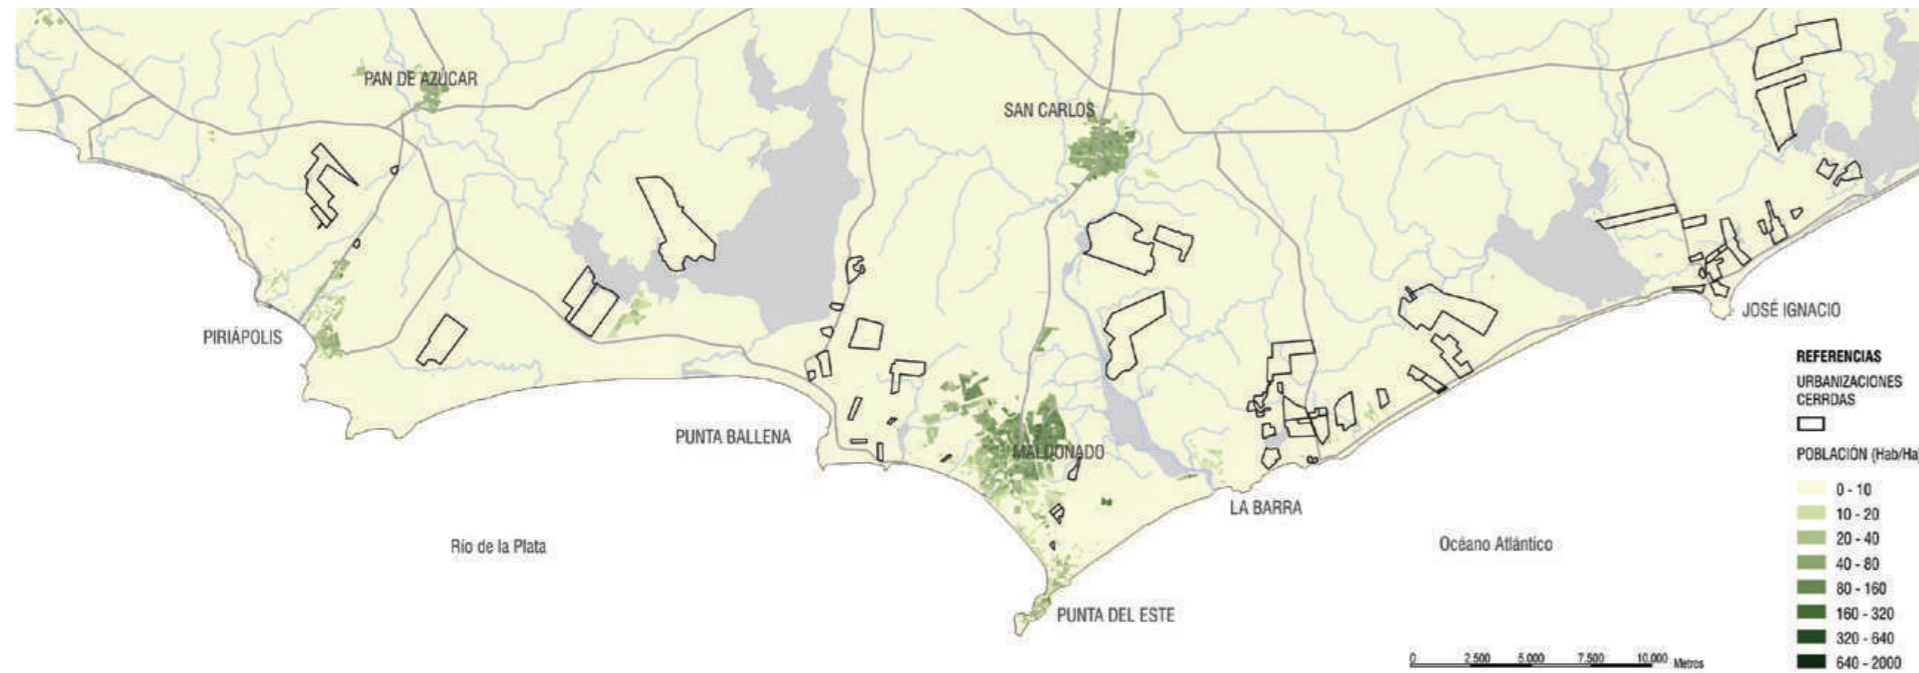 PAN DE AZÚCAR
SAN CARLOS
PIRIÁPOLIS
JOSÉ IGNACIO
PUNTA BALLENA
MALDONADO
LA BARRA
Río de la Plata
Océano Atlántico
PUNTA DEL ESTE
REFERENCIAS
URBANIZACIONES
CERRDAS
POBLACIÓN (Hab/Ha)
0 - 10
10 - 20
20 - 40
40 - 80
80 - 160
160 - 320
320 - 640
640 - 2000
0 2.500 5.000 7.500 10.000 Metros